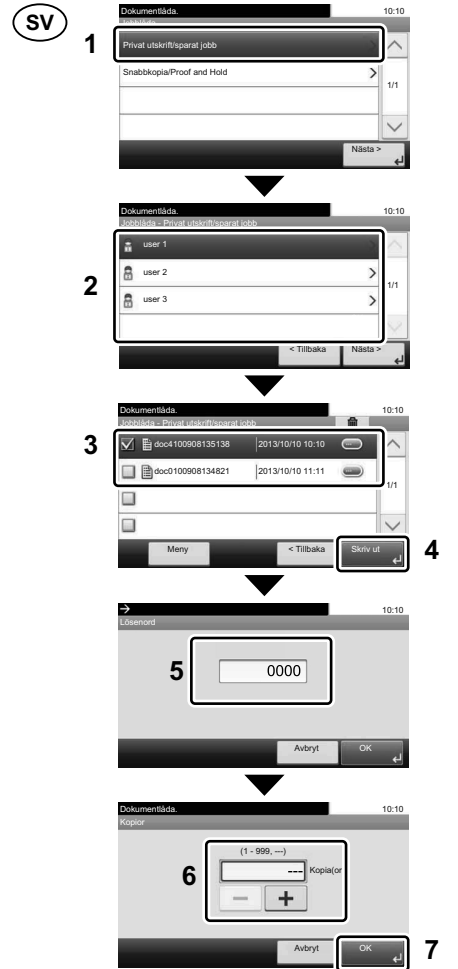 SV
Dokumentlåda. 10:10
Jobblåda
1
Privat utskrift/sparat jobb >
Snabbkopia/Proof and Hold >
1/1
Nästa >
Dokumentlåda. 10:10
Jobblåda - Privat utskrift/sparat jobb
2
user 1 >
user 2 >
user 3 >
1/1
< Tillbaka Nästa >
Dokumentlåda. 10:10
Jobblåda - Privat utskrift/sparat jobb
3
doc4100908135138 2013/10/10 10:10
doc0100908134821 2013/10/10 11:11
1/1
Meny < Tillbaka Skriv ut 4
→ 10:10
Lösenord
5 0000
Avbryt OK
Dokumentlåda. 10:10
Kopior
(1 - 999, ---)
6 --- Kopia(or
− +
Avbryt OK 7